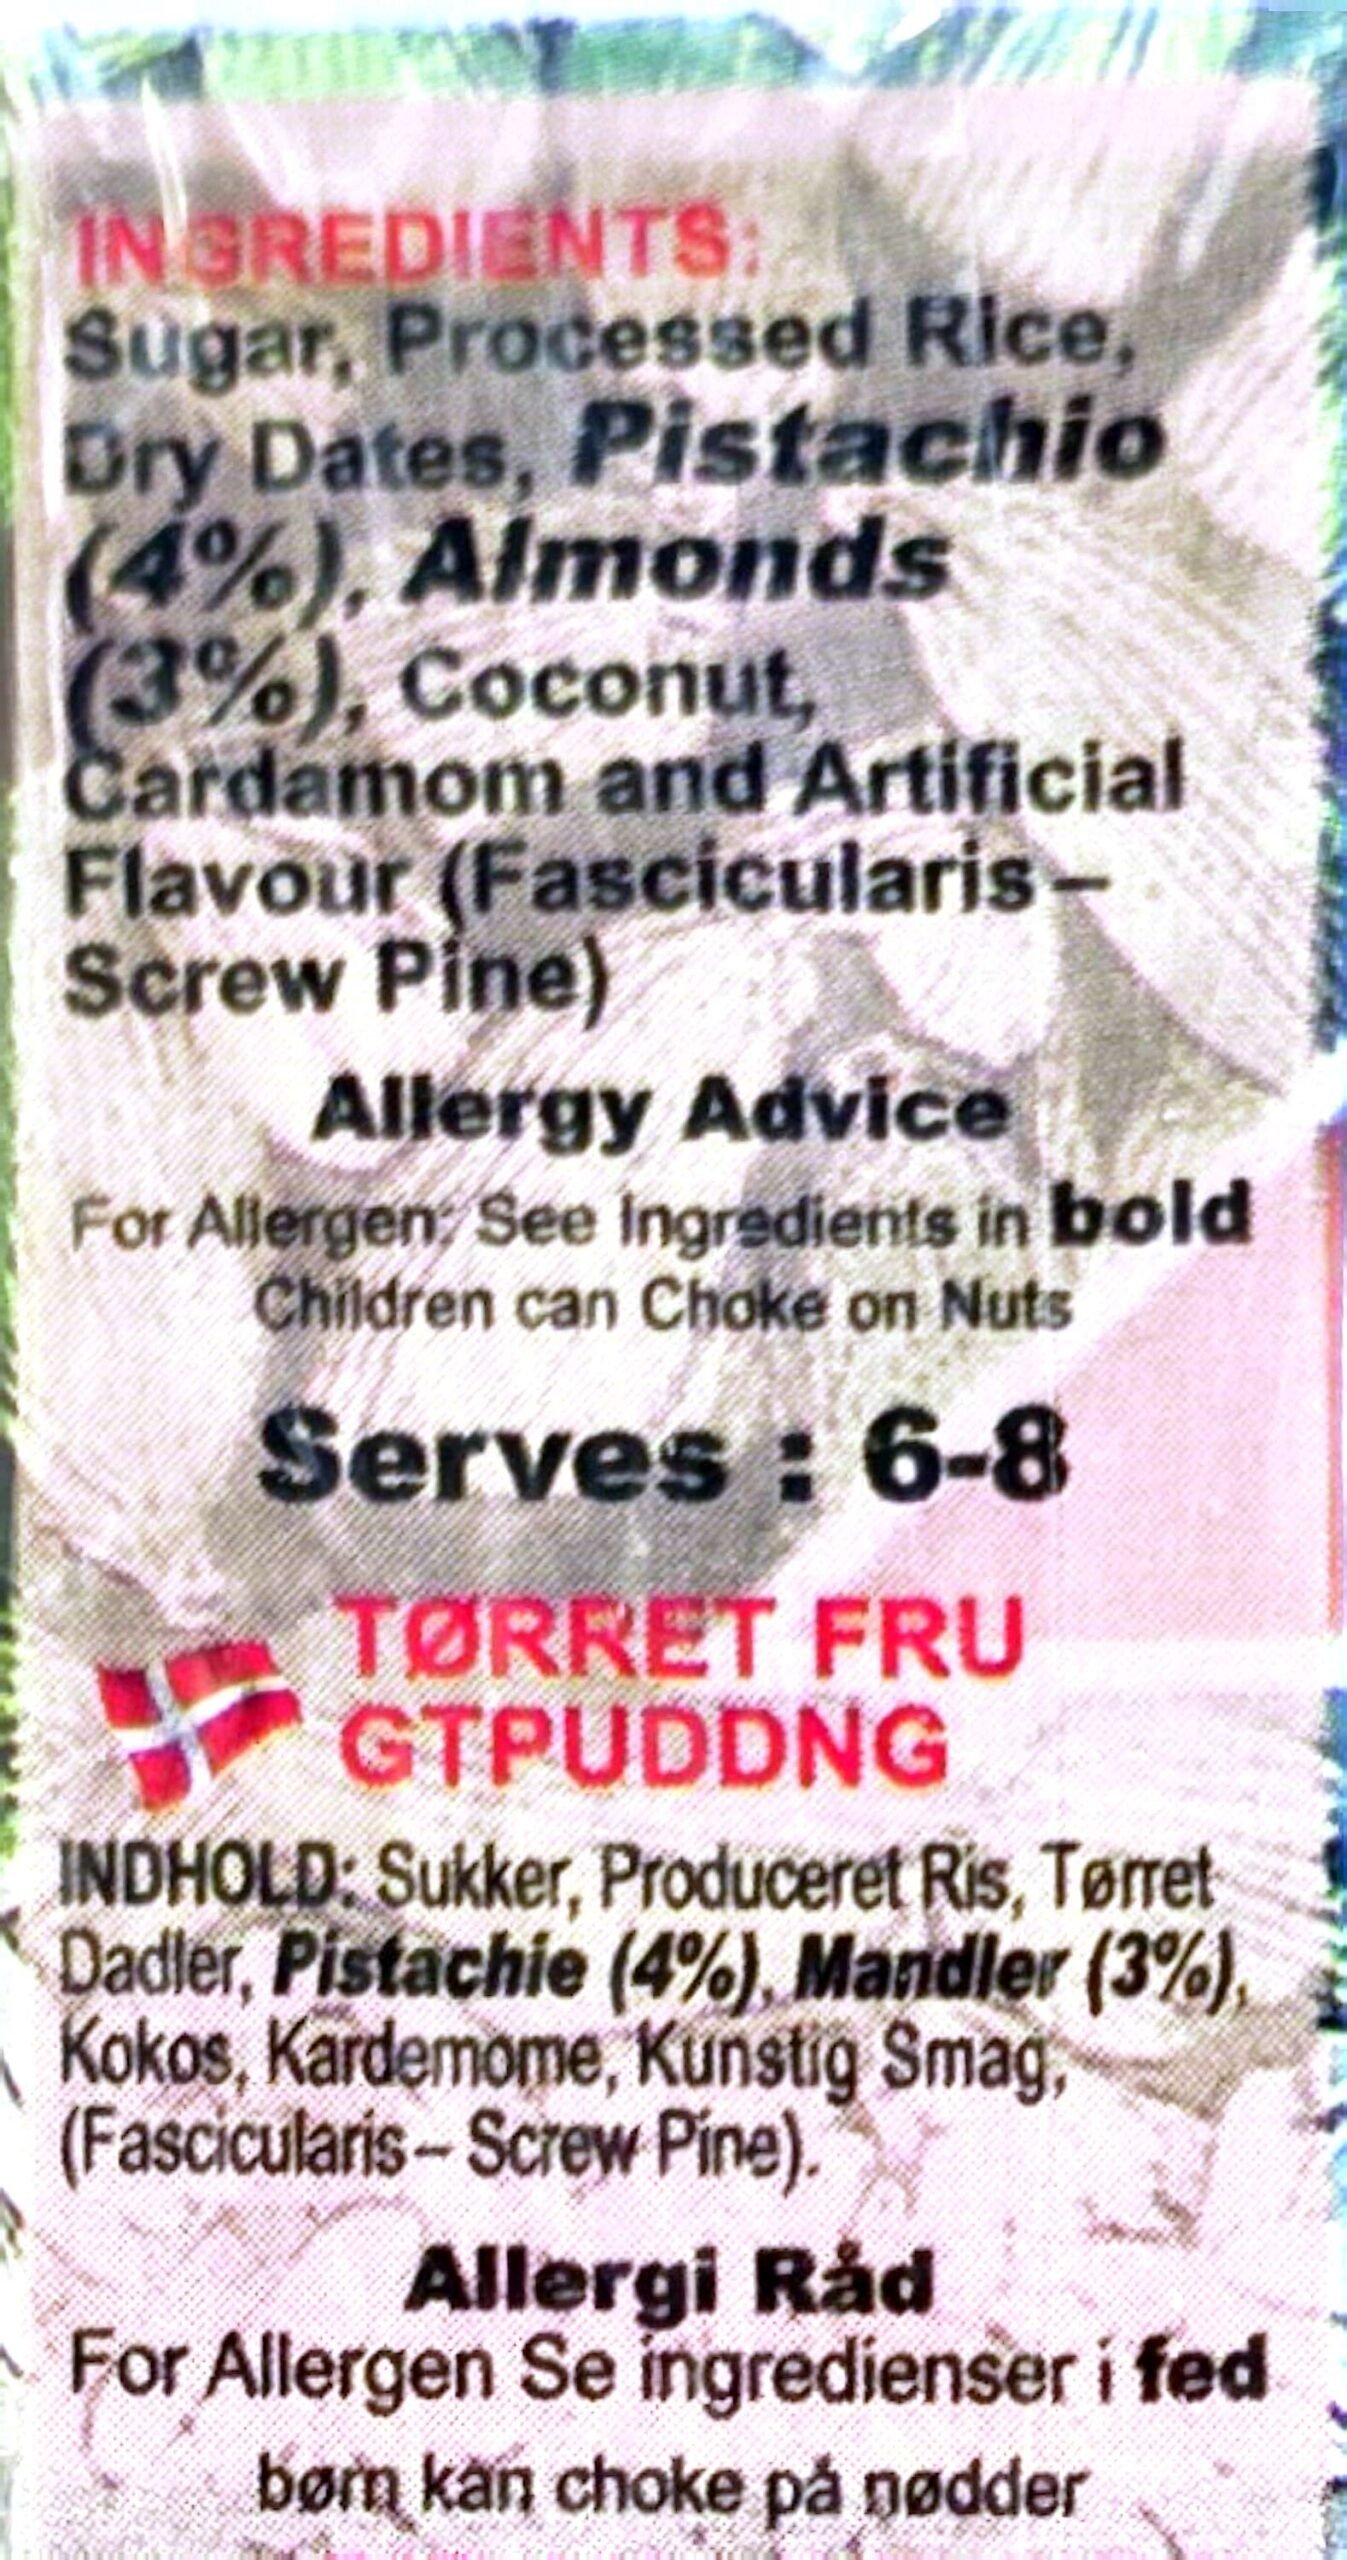 INGREDIENTS:
Sugar, Processed Rice,
Dry Dates, Pistachio
(4%), Almonds
(3%), Coconut,
Cardamom and Artificial
Flavour (Fascicularis –
Screw Pine)
Allergy Advice
For Allergen: See Ingredients in bold
Children can Choke on Nuts
Serves : 6-8
TØRRET FRU
GTPUDDNG
INDHOLD: Sukker, Produceret Ris, Tørret
Dadler, Pistachie (4%), Mandler (3%),
Kokos, Kardemome, Kunstig Smag,
(Fascicularis – Screw Pine).
Allergi Råd
For Allergen Se ingredienser i fed
børn kan choke på nødder